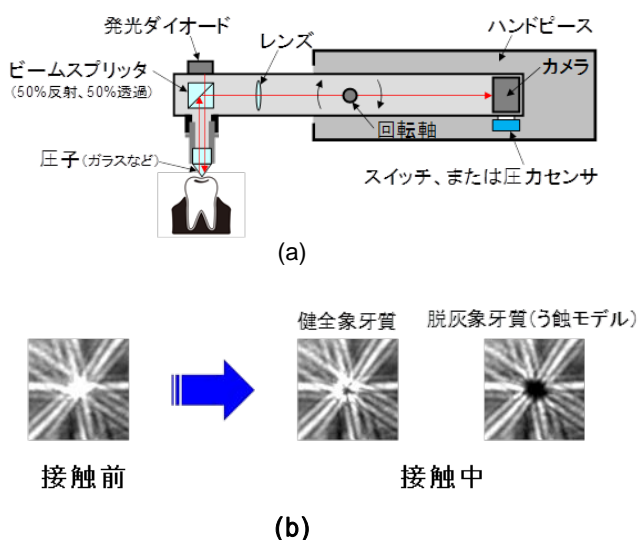 発光ダイオード
レンズ
ハンドピース
ビームスプリッタ
(50%反射、50%透過)
カメラ
回転軸
圧子(ガラスなど)
スイッチ、または圧力センサ
(a)
健全象牙質
脱灰象牙質(う蝕モデル)
接触前
接触中
(b)